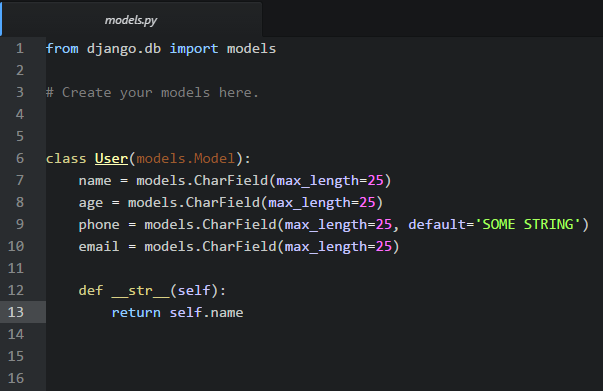 models.py
1 from django.db import models
2
3 # Create your models here.
4
5
6 class User(models.Model):
7     name = models.CharField(max_length=25)
8     age = models.CharField(max_length=25)
9     phone = models.CharField(max_length=25, default='SOME STRING')
10     email = models.CharField(max_length=25)
11
12     def __str__(self):
13         return self.name
14
15
16